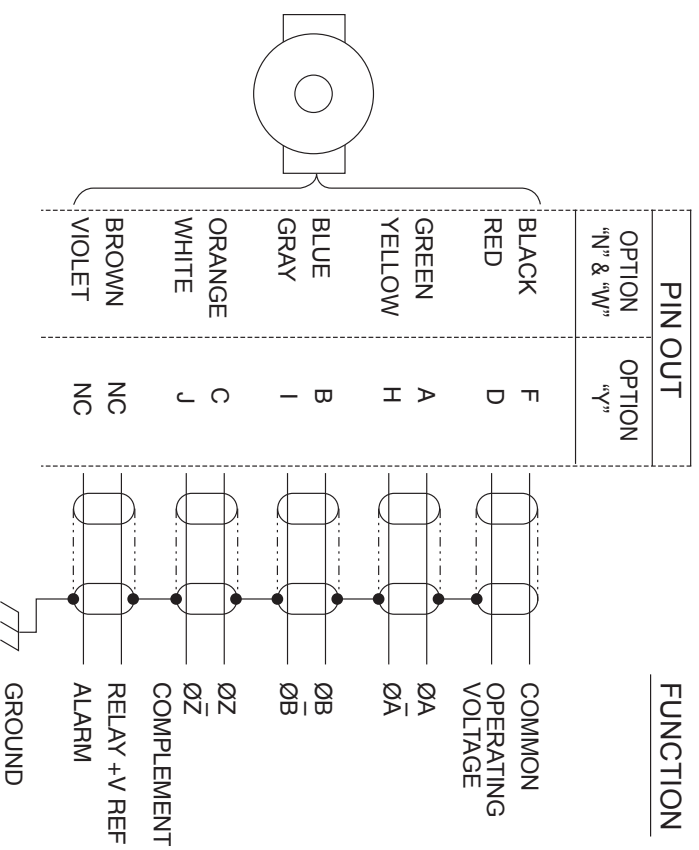 PIN OUT FUNCTION
OPTION "N" & "W" OPTION "Y"
BLACK F COMMON
RED D OPERATING VOLTAGE
GREEN A ØA
YELLOW H ØA̅
BLUE B ØB
GRAY I ØB̅
ORANGE C ØZ
WHITE J ØZ̅
COMPLEMENT
BROWN NC RELAY +V REF
VIOLET NC ALARM
GROUND